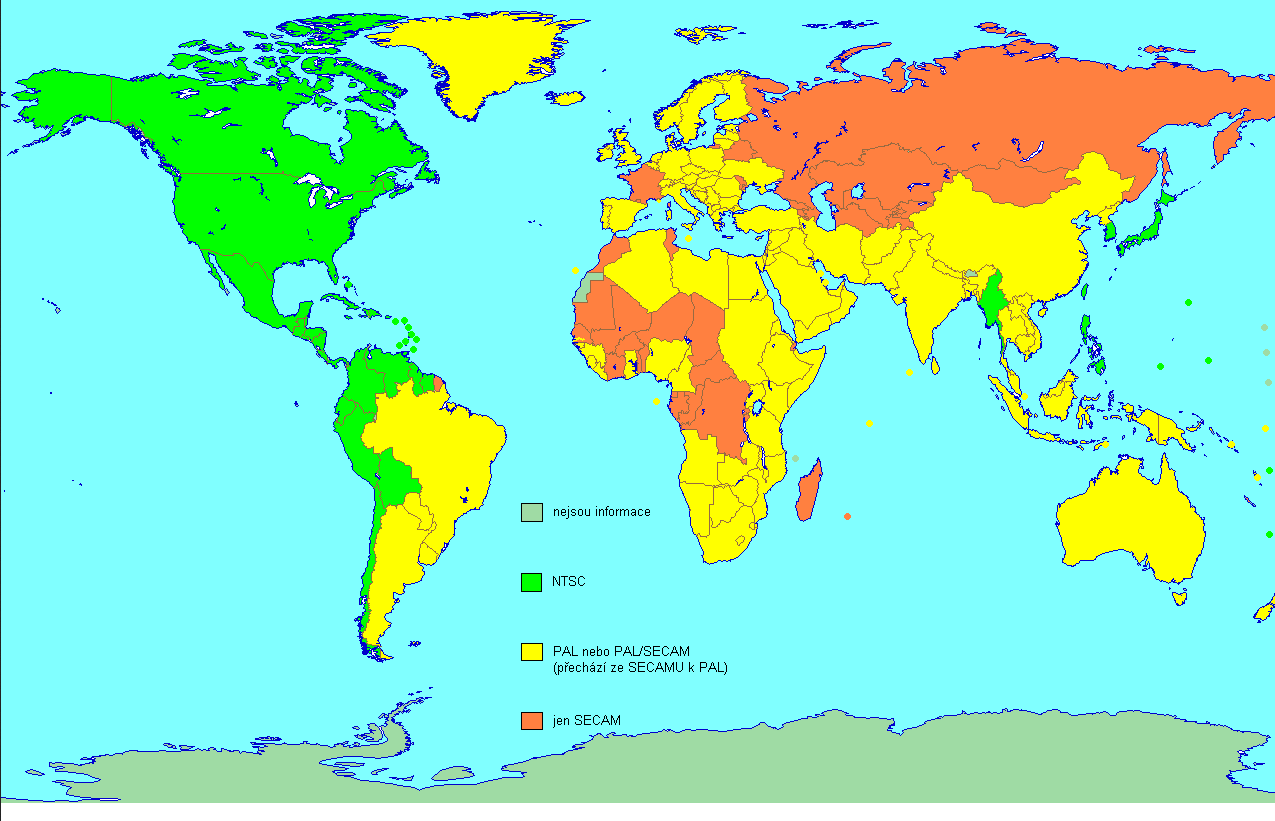 nejsou informace
NTSC
PAL nebo PAL/SECAM
(přechází ze SECAMU k PAL)
jen SECAM